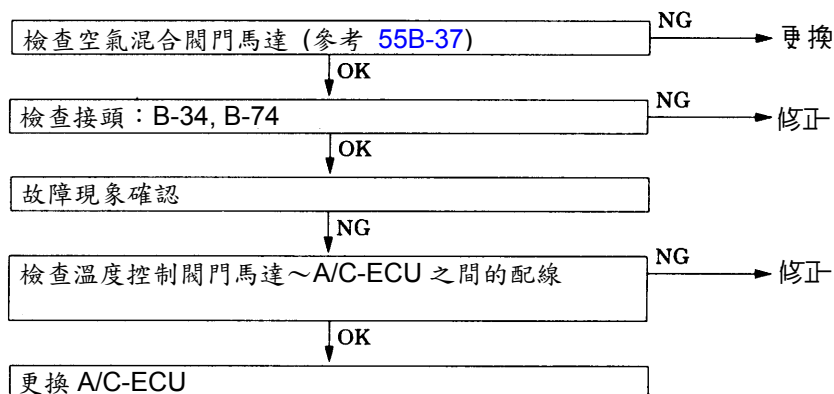 檢查空氣混合閥門馬達 (參考 55B-37)
NG
更換
OK
檢查接頭：B-34, B-74
NG
修正
OK
故障現象確認
NG
檢查溫度控制閥門馬達～A/C-ECU 之間的配線
NG
修正
OK
更換 A/C-ECU